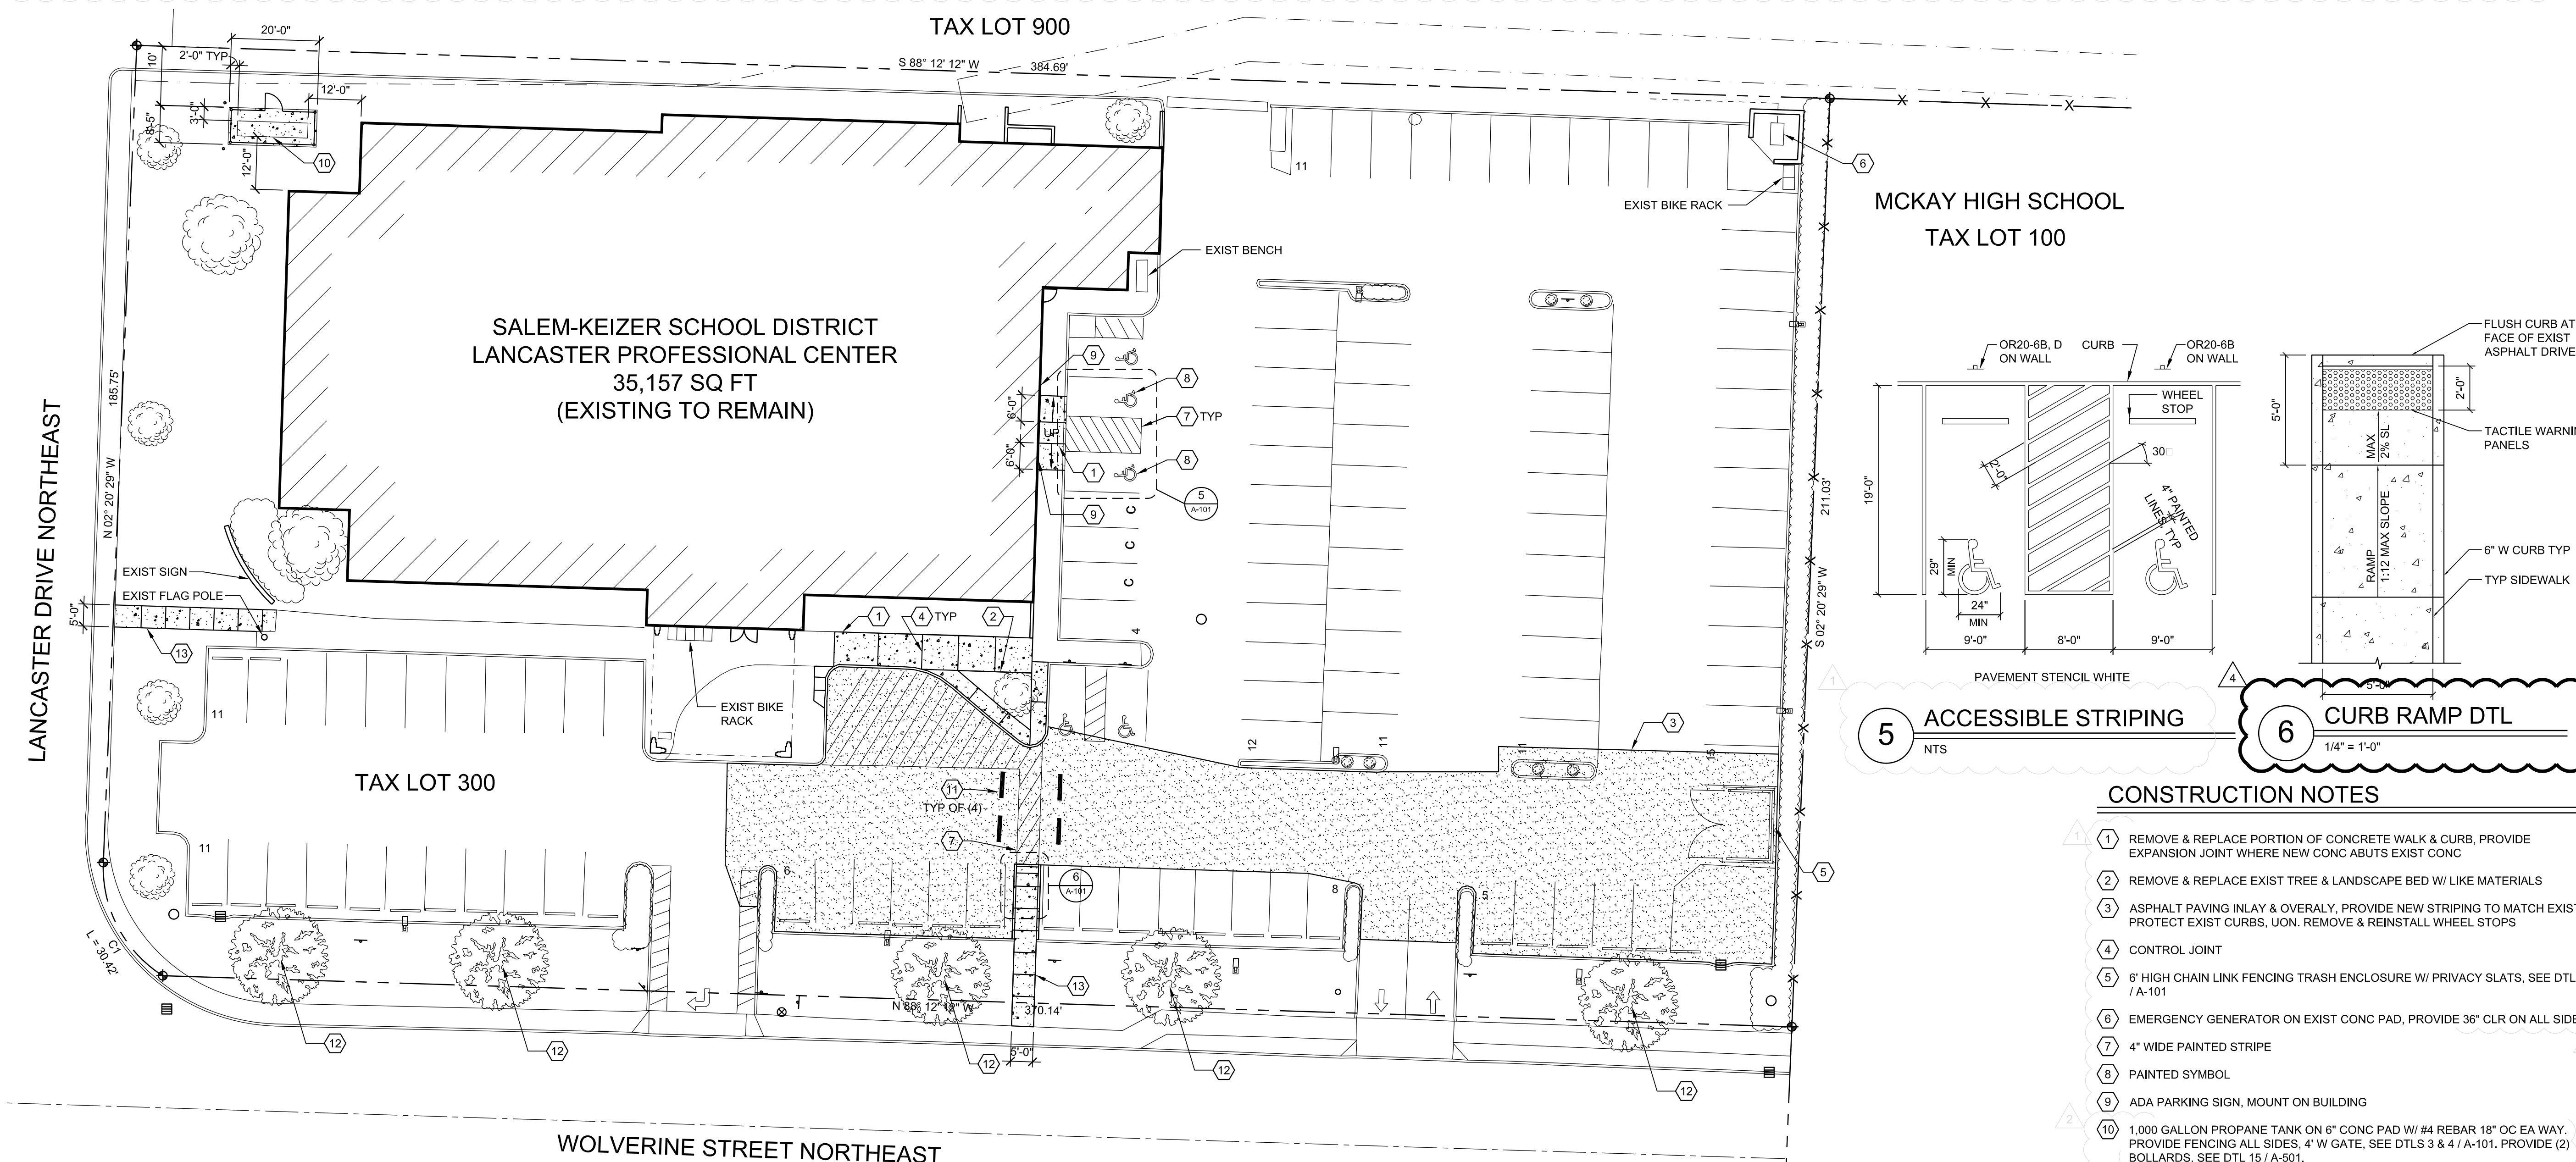 TAX LOT 900
20'-0"
2'-0" TYP
10'
12'-0"
3'-0"
8'-5"
12'-0"
10
S 88° 12' 12" W
384.69'
11
6
EXIST BIKE RACK
MCKAY HIGH SCHOOL
TAX LOT 100
EXIST BENCH
SALEM-KEIZER SCHOOL DISTRICT
LANCASTER PROFESSIONAL CENTER
35,157 SQ FT
(EXISTING TO REMAIN)
9
8
7 TYP
8
1
9
6'-0"
UP
6'-0"
5
A-101
C
C
C
4
LANCASTER DRIVE NORTHEAST
N 02° 20' 29" W
185.75'
211.03'
S 02° 20' 29" W
EXIST SIGN
EXIST FLAG POLE
5'-0"
13
1
4 TYP
2
EXIST BIKE
RACK
3
12
11
11
15
11
TAX LOT 300
11
11
TYP OF (4)
7
6
6
A-101
8
5
5
C1
L = 30.42'
13
N 88° 12' 12" W
370.14'
5'-0"
12
12
12
12
12
WOLVERINE STREET NORTHEAST
OR20-6B, D
ON WALL
CURB
OR20-6B
ON WALL
WHEEL
STOP
19'-0"
2'-0"
30
4" PAINTED
LINES, TYP
29"
MIN
24"
MIN
9'-0"
8'-0"
9'-0"
PAVEMENT STENCIL WHITE
1
5
ACCESSIBLE STRIPING
NTS
FLUSH CURB AT
FACE OF EXIST
ASPHALT DRIVE
5'-0"
2'-0"
TACTILE WARNIN
PANELS
MAX
2% SL
RAMP
1:12 MAX SLOPE
6" W CURB TYP
TYP SIDEWALK
5'-0"
4
6
CURB RAMP DTL
1/4" = 1'-0"
CONSTRUCTION NOTES
1
1 REMOVE & REPLACE PORTION OF CONCRETE WALK & CURB, PROVIDE
EXPANSION JOINT WHERE NEW CONC ABUTS EXIST CONC
2 REMOVE & REPLACE EXIST TREE & LANDSCAPE BED W/ LIKE MATERIALS
3 ASPHALT PAVING INLAY & OVERALY, PROVIDE NEW STRIPING TO MATCH EXIST
PROTECT EXIST CURBS, UON. REMOVE & REINSTALL WHEEL STOPS
4 CONTROL JOINT
5 6' HIGH CHAIN LINK FENCING TRASH ENCLOSURE W/ PRIVACY SLATS, SEE DTL
/ A-101
6 EMERGENCY GENERATOR ON EXIST CONC PAD, PROVIDE 36" CLR ON ALL SIDE
7 4" WIDE PAINTED STRIPE
8 PAINTED SYMBOL
9 ADA PARKING SIGN, MOUNT ON BUILDING
2
10 1,000 GALLON PROPANE TANK ON 6" CONC PAD W/ #4 REBAR 18" OC EA WAY.
PROVIDE FENCING ALL SIDES, 4' W GATE, SEE DTLS 3 & 4 / A-101. PROVIDE (2)
BOLLARDS, SEE DTL 15 / A-501.